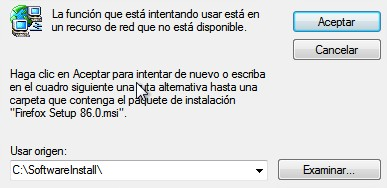 La función que está intentando usar está en
un recurso de red que no está disponible.
Aceptar
Cancelar
Haga clic en Aceptar para intentar de nuevo o escriba
en el cuadro siguiente una ruta alternativa hasta una
carpeta que contenga el paquete de instalación
"Firefox Setup 86.0.msi".
Usar origen:
C:\SoftwareInstall\
Examinar...